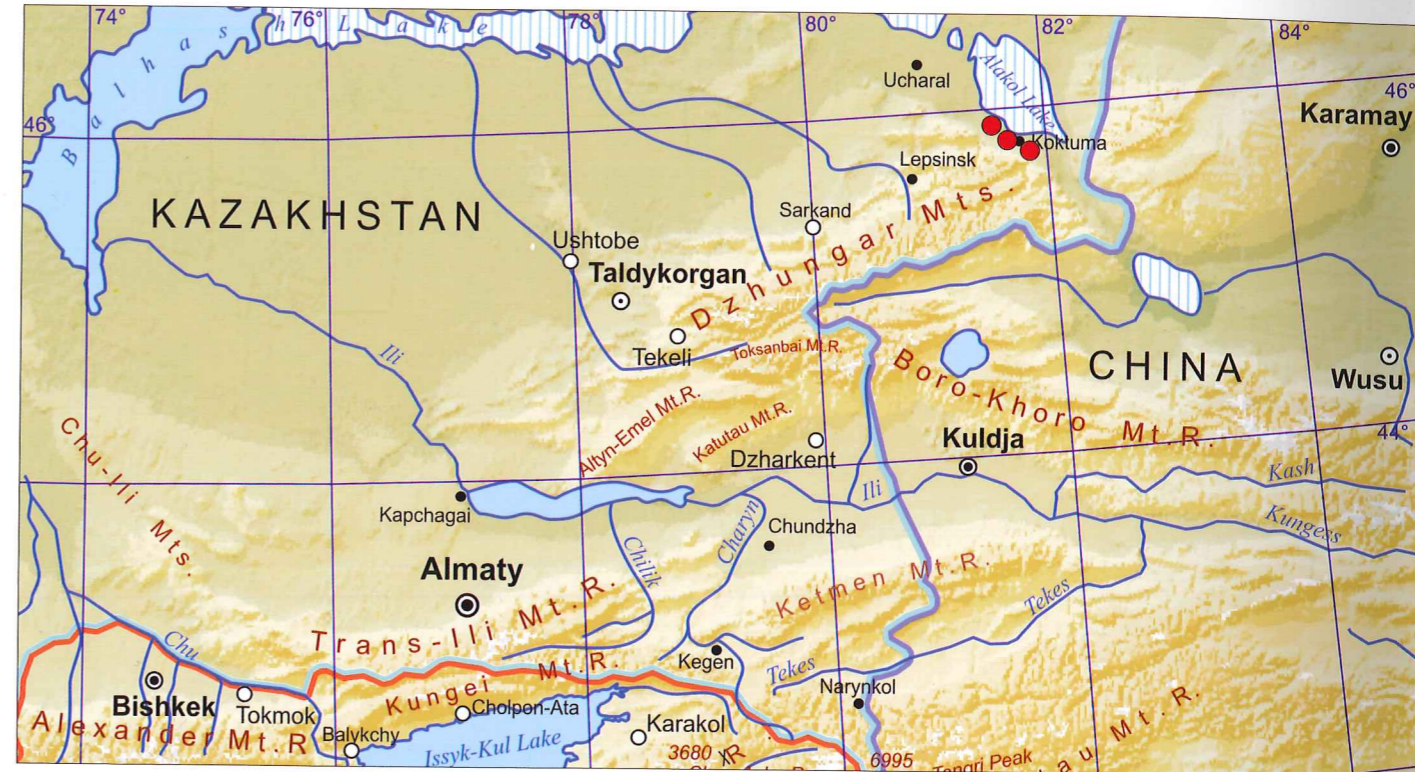 74°
76°
78°
80°
82°
84°
Balhash Lake
Ucharal
Alakol Lake
46°
46°
Karamay
Koktuma
Lepsinsk
KAZAKHSTAN
Sarkand
Ushtobe
Taldykorgan
Dzhungar Mts.
Tekeli
Toksanbai Mt.R.
Ili
Boro-Khoro Mt.R.
CHINA
Wusu
Altyn-Emel Mt.R.
Katutau Mt.R.
Chu-Ili Mts.
Dzharkent
Kuldja
44°
Kash
Ili
Kapchagai
Kungess
Charyn
Chundzha
Chilik
Almaty
Ketmen Mt.R.
Trans-Ili Mt.R.
Tekes
Chu
Kegen
Kungei Mt.R.
Tekes
Narynkol
Bishkek
Tokmok
Cholpon-Ata
Alexander Mt.R
Balykchy
Issyk-Kul Lake
Karakol
3680
6995
Tengri Peak
au Mt.R.